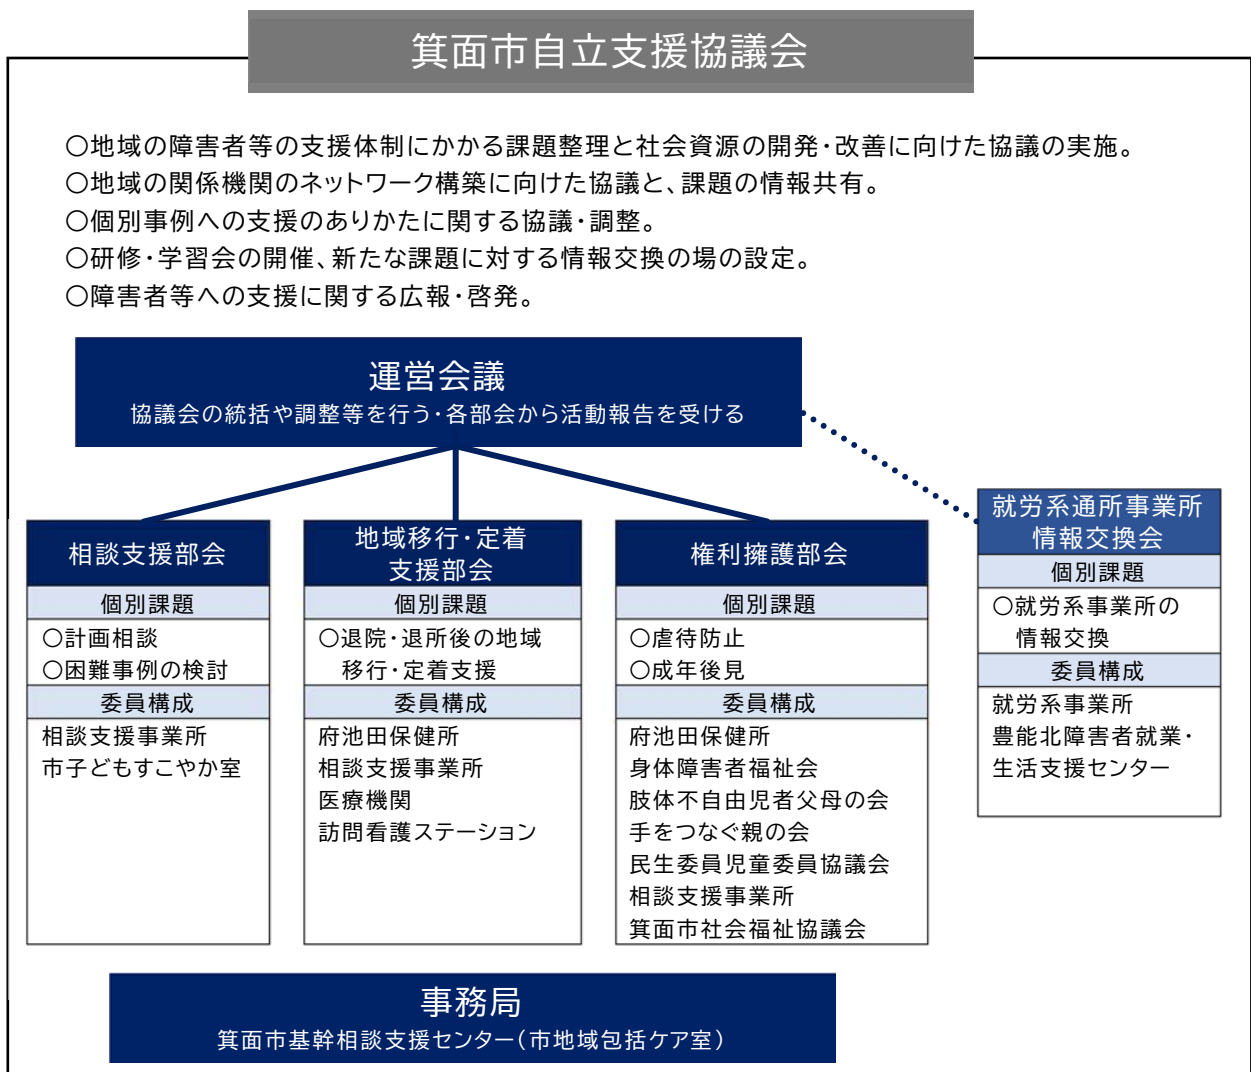 箕面市自立支援協議会
〇地域の障害者等の支援体制にかかる課題整理と社会資源の開発・改善に向けた協議の実施。
〇地域の関係機関のネットワーク構築に向けた協議と、課題の情報共有。
〇個別事例への支援のありかたに関する協議・調整。
〇研修・学習会の開催、新たな課題に対する情報交換の場の設定。
〇障害者等への支援に関する広報・啓発。
運営会議
協議会の統括や調整等を行う・各部会から活動報告を受ける
相談支援部会
個別課題
〇計画相談
〇困難事例の検討
委員構成
相談支援事業所
市子どもすこやか室
地域移行・定着
支援部会
個別課題
〇退院・退所後の地域
移行・定着支援
委員構成
府池田保健所
相談支援事業所
医療機関
訪問看護ステーション
権利擁護部会
個別課題
〇虐待防止
〇成年後見
委員構成
府池田保健所
身体障害者福祉会
肢体不自由児者父母の会
手をつなぐ親の会
民生委員児童委員協議会
相談支援事業所
箕面市社会福祉協議会
就労系通所事業所
情報交換会
個別課題
〇就労系事業所の
情報交換
委員構成
就労系事業所
豊能北障害者就業・
生活支援センター
事務局
箕面市基幹相談支援センター（市地域包括ケア室）